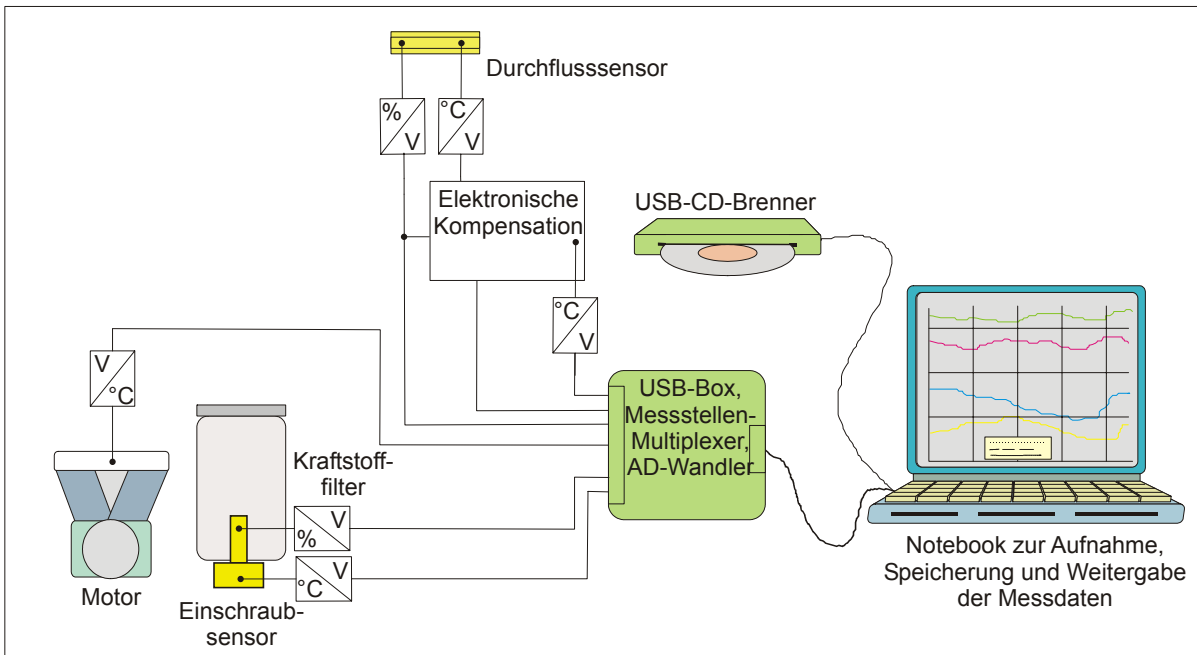 Durchflusssensor
%
V
°C
V
Elektronische
Kompensation
USB-CD-Brenner
°C
V
V
°C
USB-Box,
Messstellen-
Multiplexer,
AD-Wandler
Kraftstoff-
filter
V
%
V
°C
Motor
Einschraub-
sensor
Notebook zur Aufnahme,
Speicherung und Weitergabe
der Messdaten